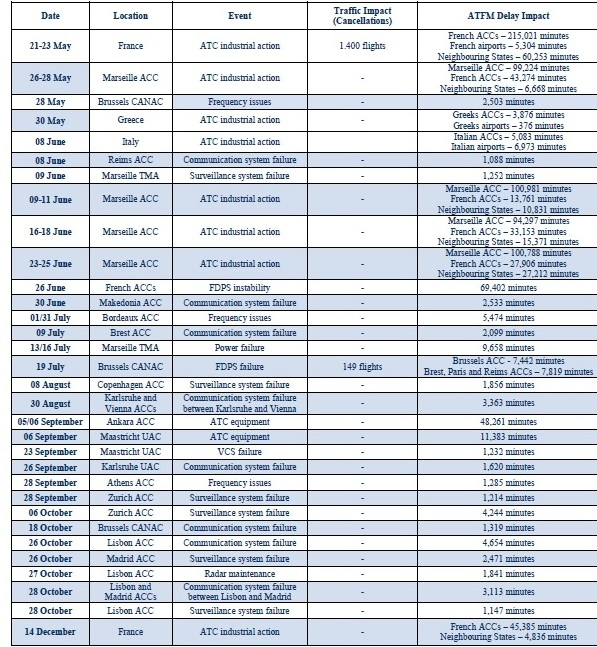 Date Location Event Traffic Impact (Cancellations) ATFM Delay Impact
21-23 May France ATC industrial action 1.400 flights French ACCs – 215,021 minutes
French airports – 5,304 minutes
Neighbouring States – 60,253 minutes
26-28 May Marseille ACC ATC industrial action - Marseille ACC – 99,224 minutes
French ACCs – 43,274 minutes
Neighbouring States – 6,668 minutes
28 May Brussels CANAC Frequency issues - 2,503 minutes
30 May Greece ATC industrial action - Greeks ACCs – 3,876 minutes
Greeks airports – 376 minutes
08 June Italy ATC industrial action Italian ACCs – 5,083 minutes
Italian airports – 6,973 minutes
08 June Reims ACC Communication system failure - 1,088 minutes
09 June Marseille TMA Surveillance system failure - 1,252 minutes
09-11 June Marseille ACC ATC industrial action - Marseille ACC – 100,981 minutes
French ACCs – 13,761 minutes
Neighbouring States – 10,831 minutes
16-18 June Marseille ACC ATC industrial action - Marseille ACC – 94,297 minutes
French ACCs – 33,153 minutes
Neighbouring States – 15,371 minutes
23-25 June Marseille ACC ATC industrial action - Marseille ACC – 100,788 minutes
French ACCs – 27,906 minutes
Neighbouring States – 27,212 minutes
26 June French ACCs FDPS instability - 69,402 minutes
30 June Makedonia ACC Communication system failure - 2,533 minutes
01/31 July Bordeaux ACC Frequency issues - 5,474 minutes
09 July Brest ACC Communication system failure - 2,099 minutes
13/16 July Marseille TMA Power failure - 9,658 minutes
19 July Brussels CANAC FDPS failure 149 flights Brussels ACC - 7,442 minutes
Brest, Paris and Reims ACCs – 7,819 minutes
08 August Copenhagen ACC Surveillance system failure - 1,856 minutes
30 August Karlsruhe and Vienna ACCs Communication system failure between Karlsruhe and Vienna - 3,363 minutes
05/06 September Ankara ACC ATC equipment - 48,261 minutes
06 September Maastricht UAC ATC equipment - 11,383 minutes
23 September Maastricht UAC VCS failure - 1,232 minutes
26 September Karlsruhe UAC Communication system failure - 1,620 minutes
28 September Athens ACC Frequency issues - 1,285 minutes
28 September Zurich ACC Surveillance system failure - 1,214 minutes
06 October Zurich ACC Surveillance system failure - 4,244 minutes
18 October Brussels CANAC Communication system failure - 1,319 minutes
26 October Lisbon ACC Communication system failure - 4,654 minutes
26 October Madrid ACC Surveillance system failure - 2,471 minutes
27 October Lisbon ACC Radar maintenance - 1,841 minutes
28 October Lisbon and Madrid ACCs Communication system failure between Lisbon and Madrid - 3,113 minutes
28 October Lisbon ACC Surveillance system failure - 1,147 minutes
14 December France ATC industrial action - French ACCs – 45,385 minutes
Neighbouring States – 4,836 minutes